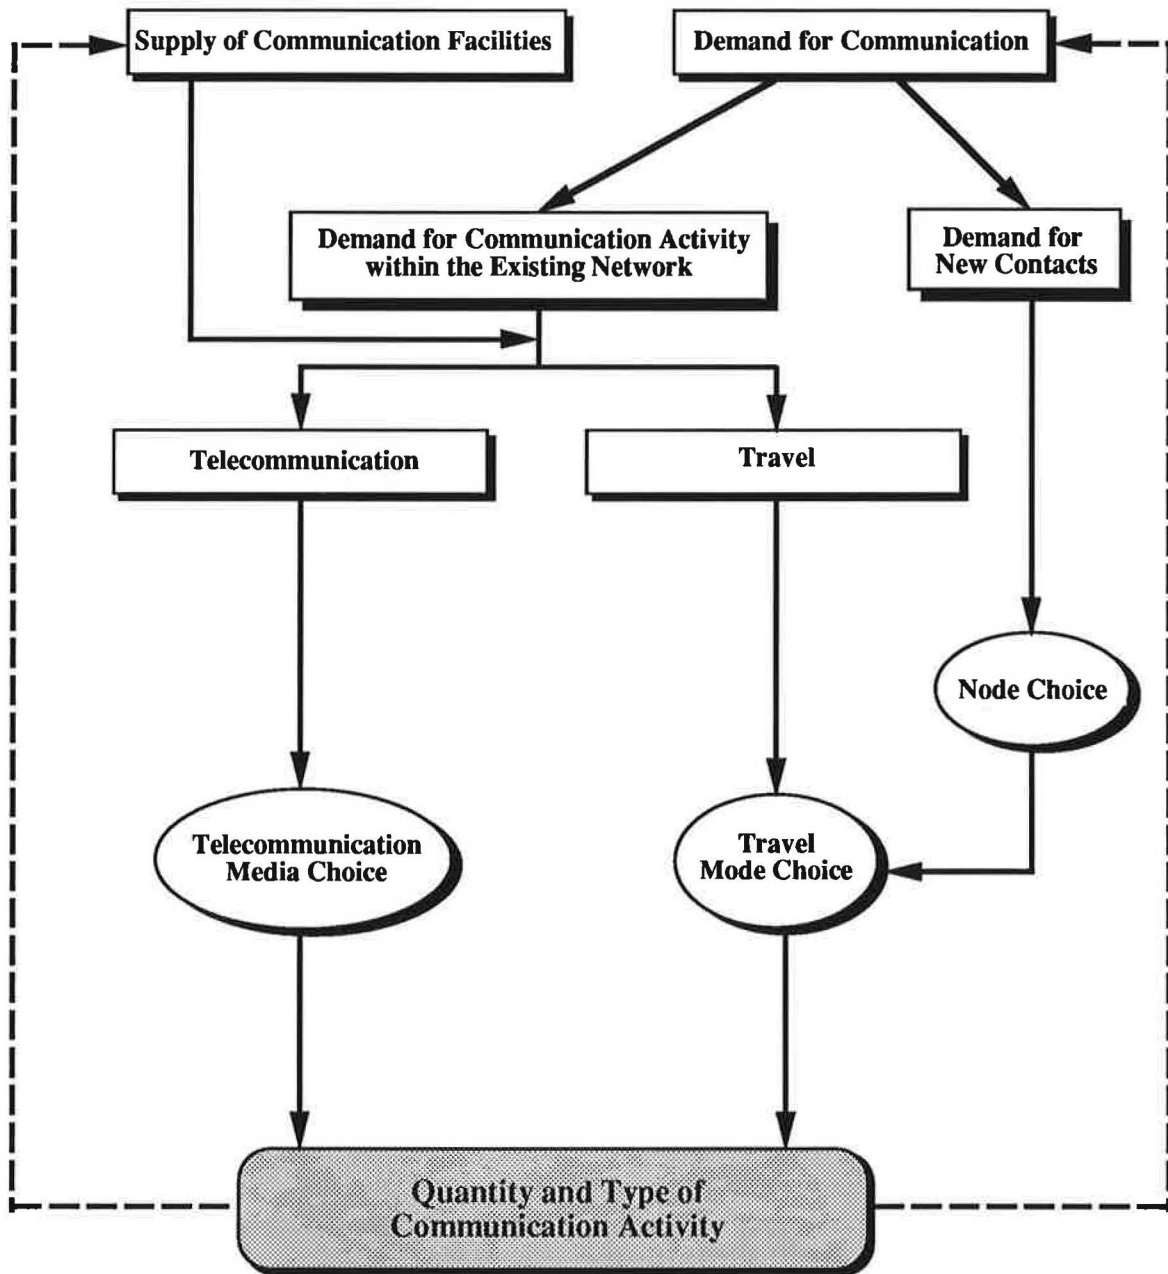 Supply of Communication Facilities
Demand for Communication
Demand for Communication Activity
within the Existing Network
Demand for
New Contacts
Telecommunication
Travel
Node Choice
Telecommunication
Media Choice
Travel
Mode Choice
Quantity and Type of
Communication Activity